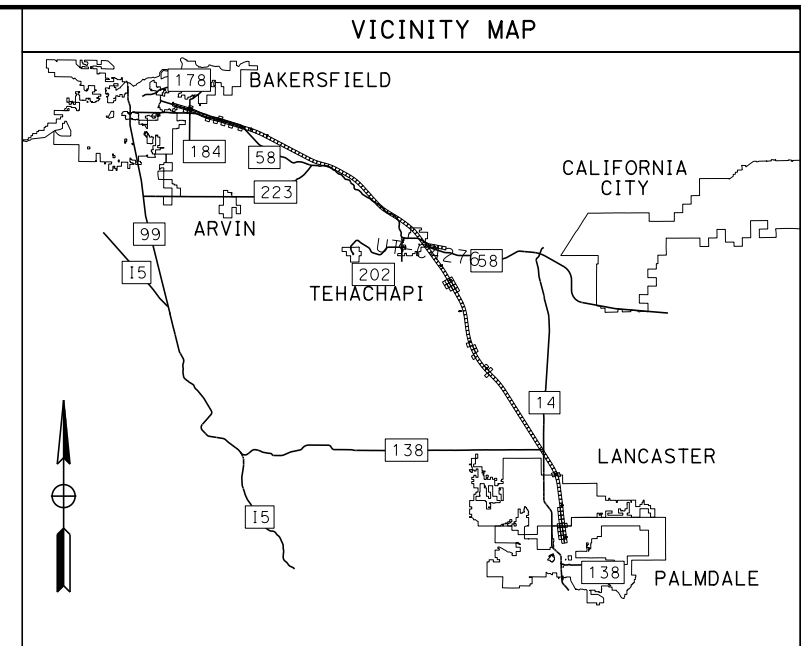 VICINITY MAP
178
BAKERSFIELD
184
58
CALIFORNIA
CITY
223
ARVIN
99
I5
58
202
TEHACHAPI
14
138
LANCASTER
I5
138
PALMDALE